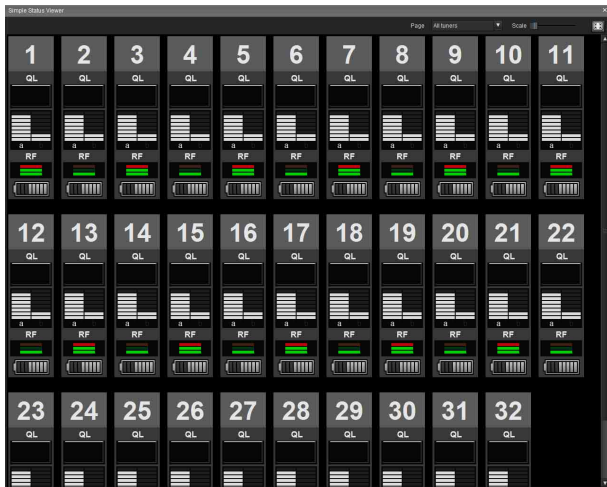 Simple Status Viewer
Page All tuners Scale
1 2 3 4 5 6 7 8 9 10 11
QL QL QL QL QL QL QL QL QL QL QL
a a a a a a a a a a a
RF RF RF RF RF RF RF RF RF RF RF
12 13 14 15 16 17 18 19 20 21 22
QL QL QL QL QL QL QL QL QL QL QL
a a a a a a a a a a a
RF RF RF RF RF RF RF RF RF RF RF
23 24 25 26 27 28 29 30 31 32
QL QL QL QL QL QL QL QL QL QL